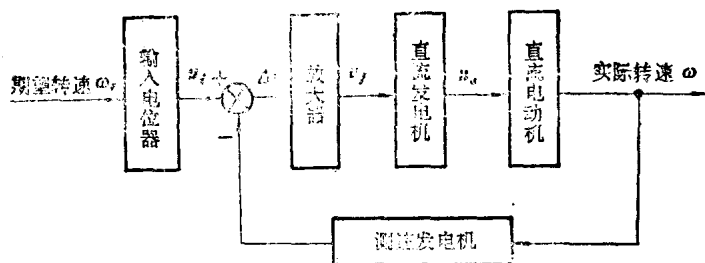 期望转速 ω
输入电位器
+
放大器
直流发电机
直流电动机
实际转速 ω
−
测速发电机